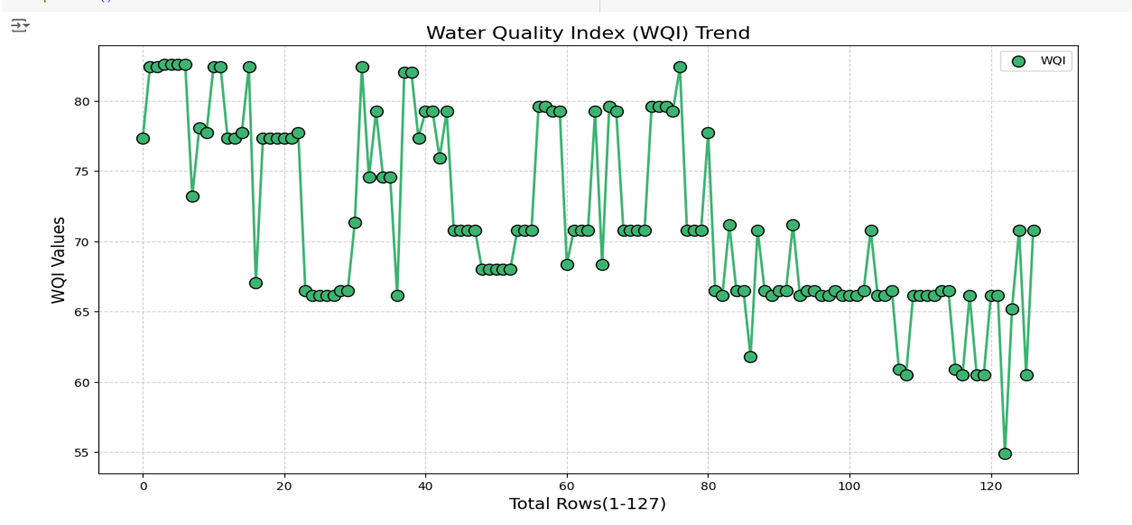 Water Quality Index (WQI) Trend
WQI
80
75
70
65
60
55
WQI Values
0 20 40 60 80 100 120
Total Rows(1-127)